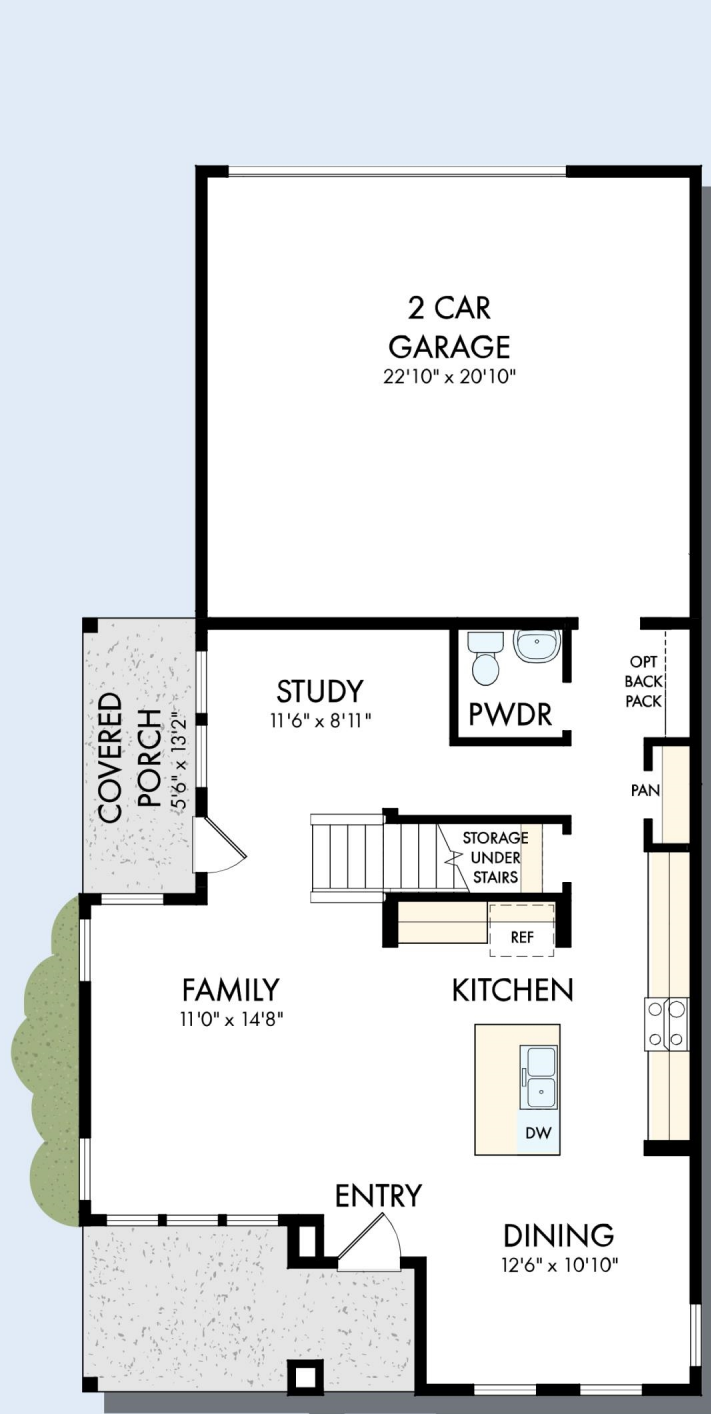 2 CAR
GARAGE
22'10" x 20'10"
COVERED
PORCH
5'6" x 13'2"
STUDY
11'6" x 8'11"
PWDR
OPT
BACK
PACK
PAN
STORAGE
UNDER
STAIRS
REF
FAMILY
11'0" x 14'8"
KITCHEN
DW
ENTRY
DINING
12'6" x 10'10"